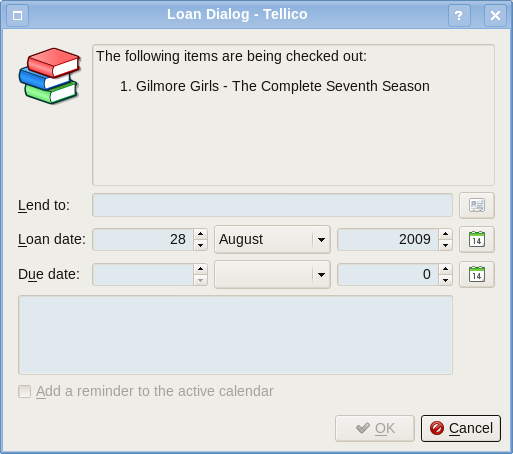 Loan Dialog - Tellico
?
The following items are being checked out:
1. Gilmore Girls - The Complete Seventh Season
Lend to:
Loan date: 28 August 2009 14
Due date: 0 14
Add a reminder to the active calendar
OK Cancel